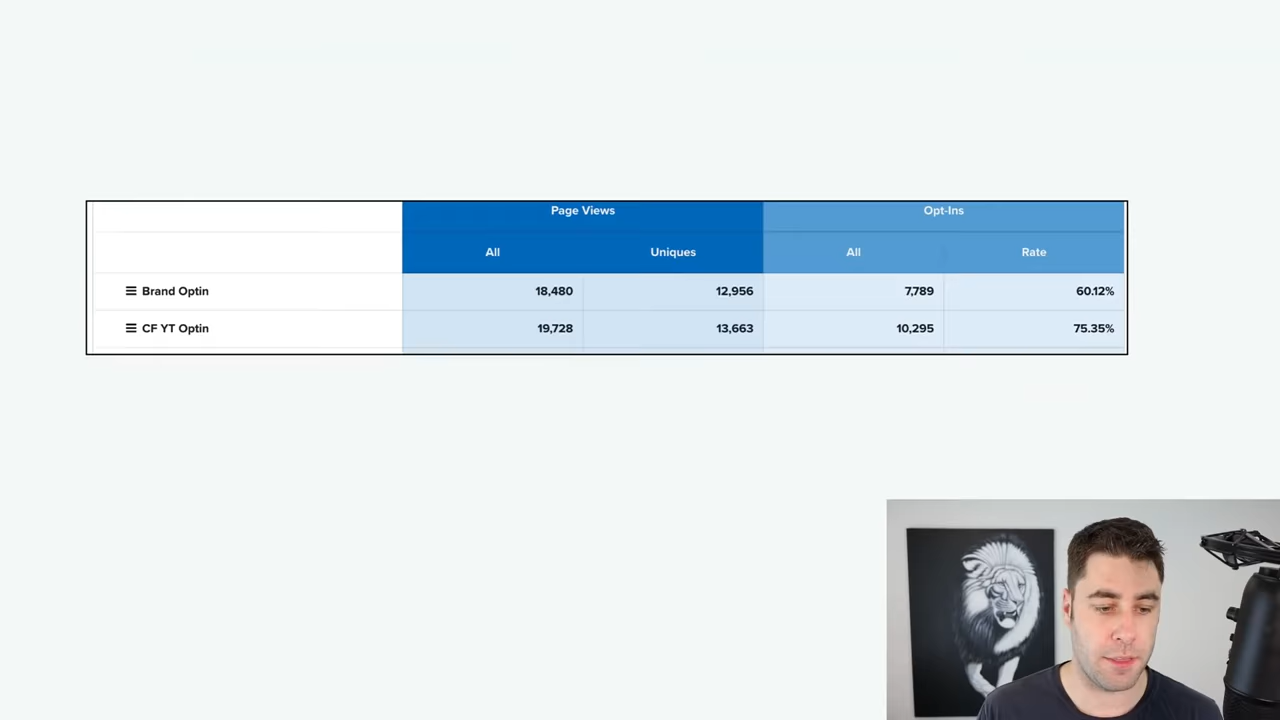 Page Views Opt-Ins
All Uniques All Rate
Brand Optin 18,480 12,956 7,789 60.12%
CF YT Optin 19,728 13,663 10,295 75.35%